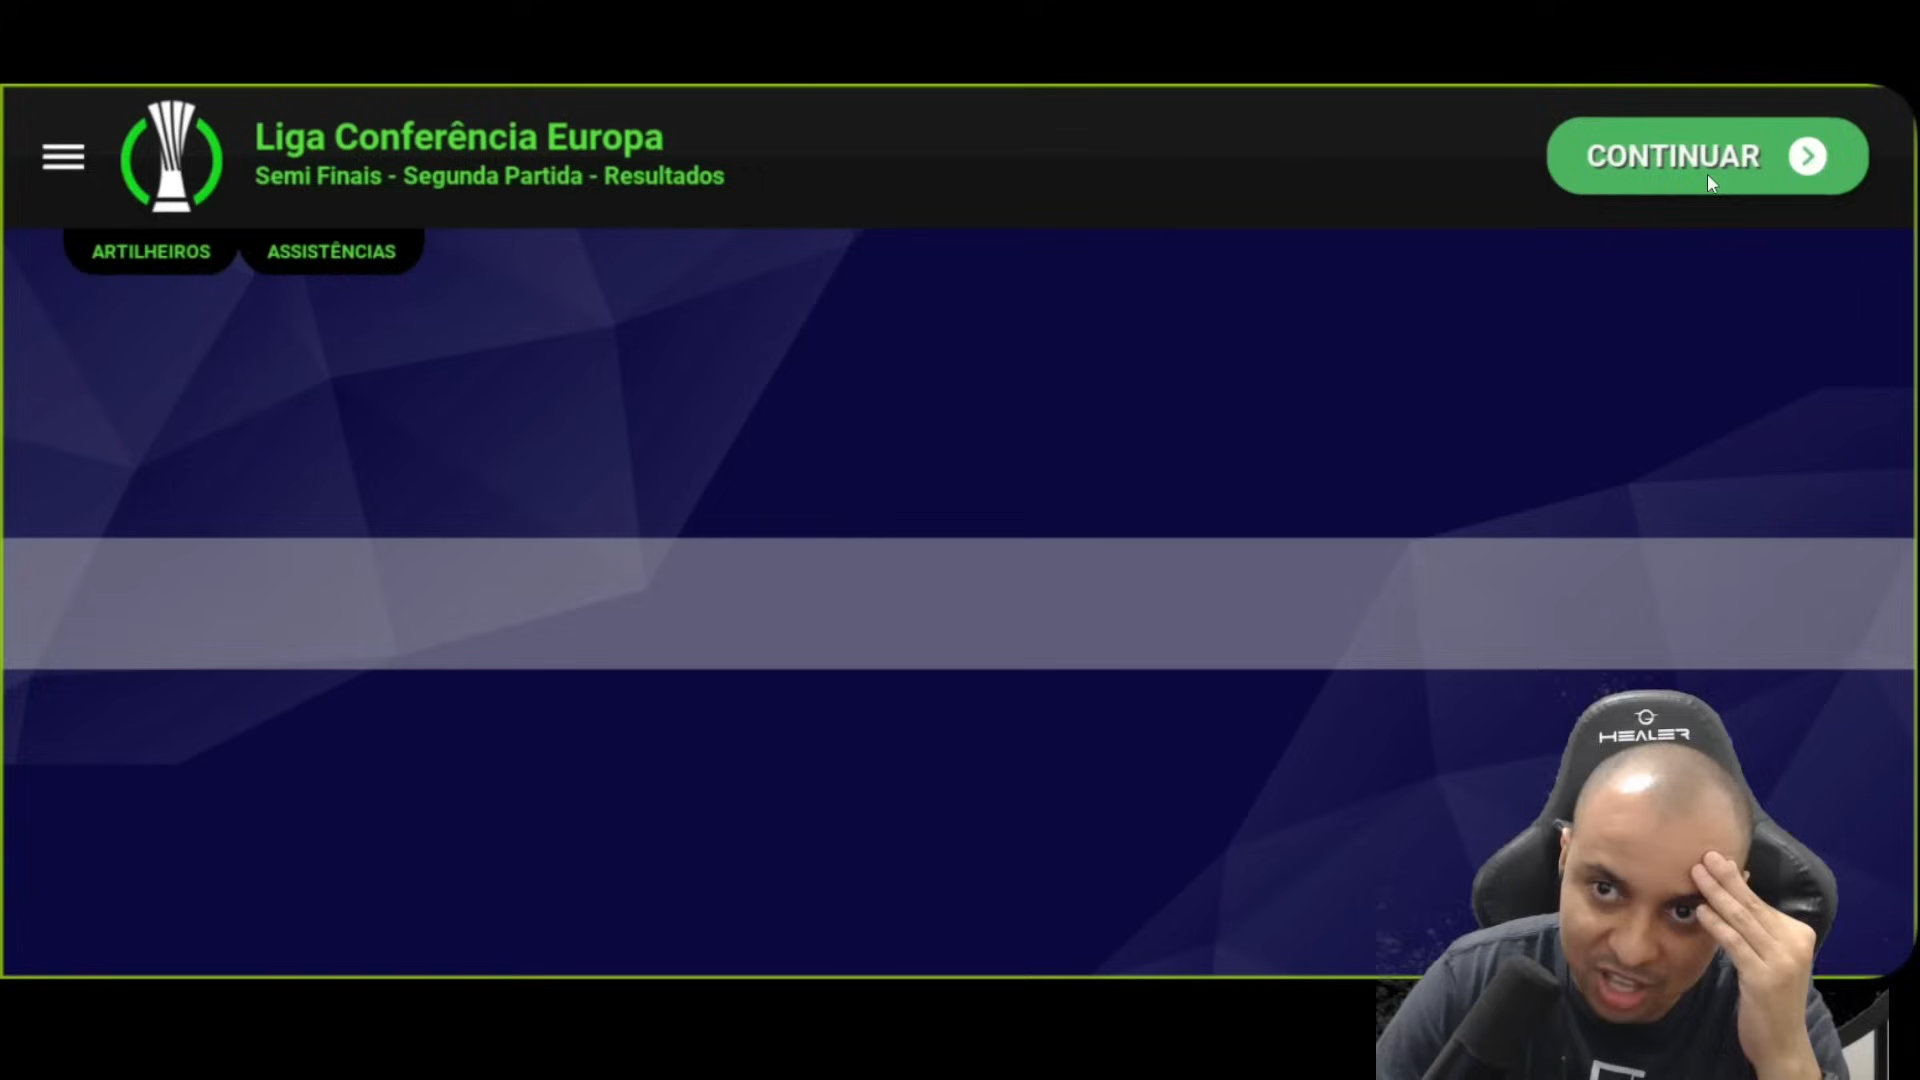 Liga Conferência Europa
Semi Finais - Segunda Partida - Resultados
CONTINUAR
ARTILHEIROS
ASSISTÊNCIAS
HEALER